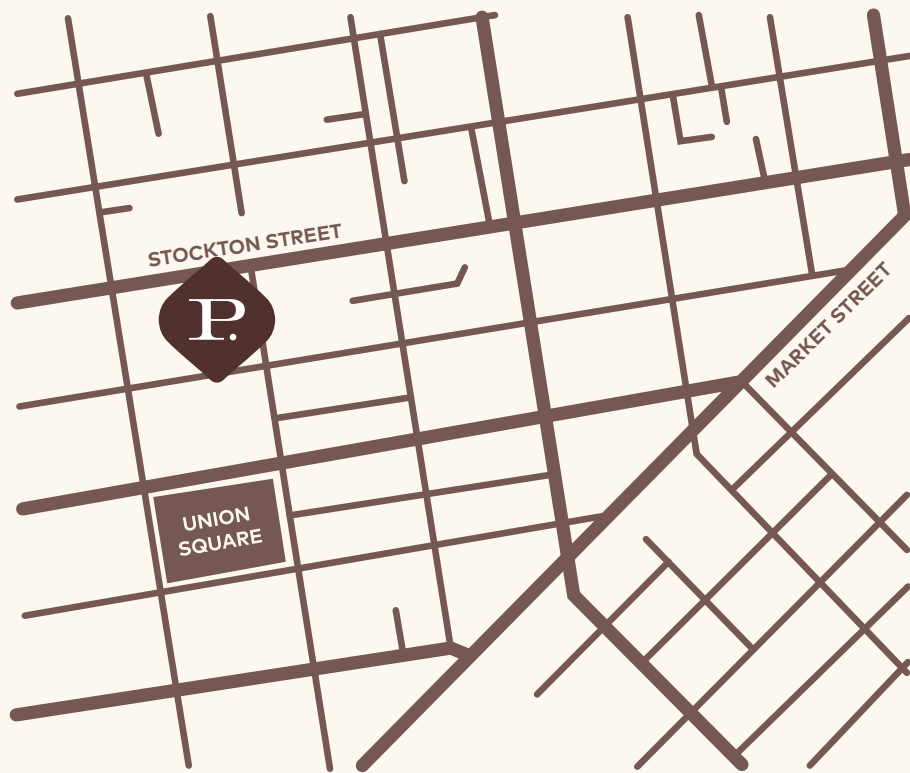 STOCKTON STREET
P.
MARKET STREET
UNION
SQUARE